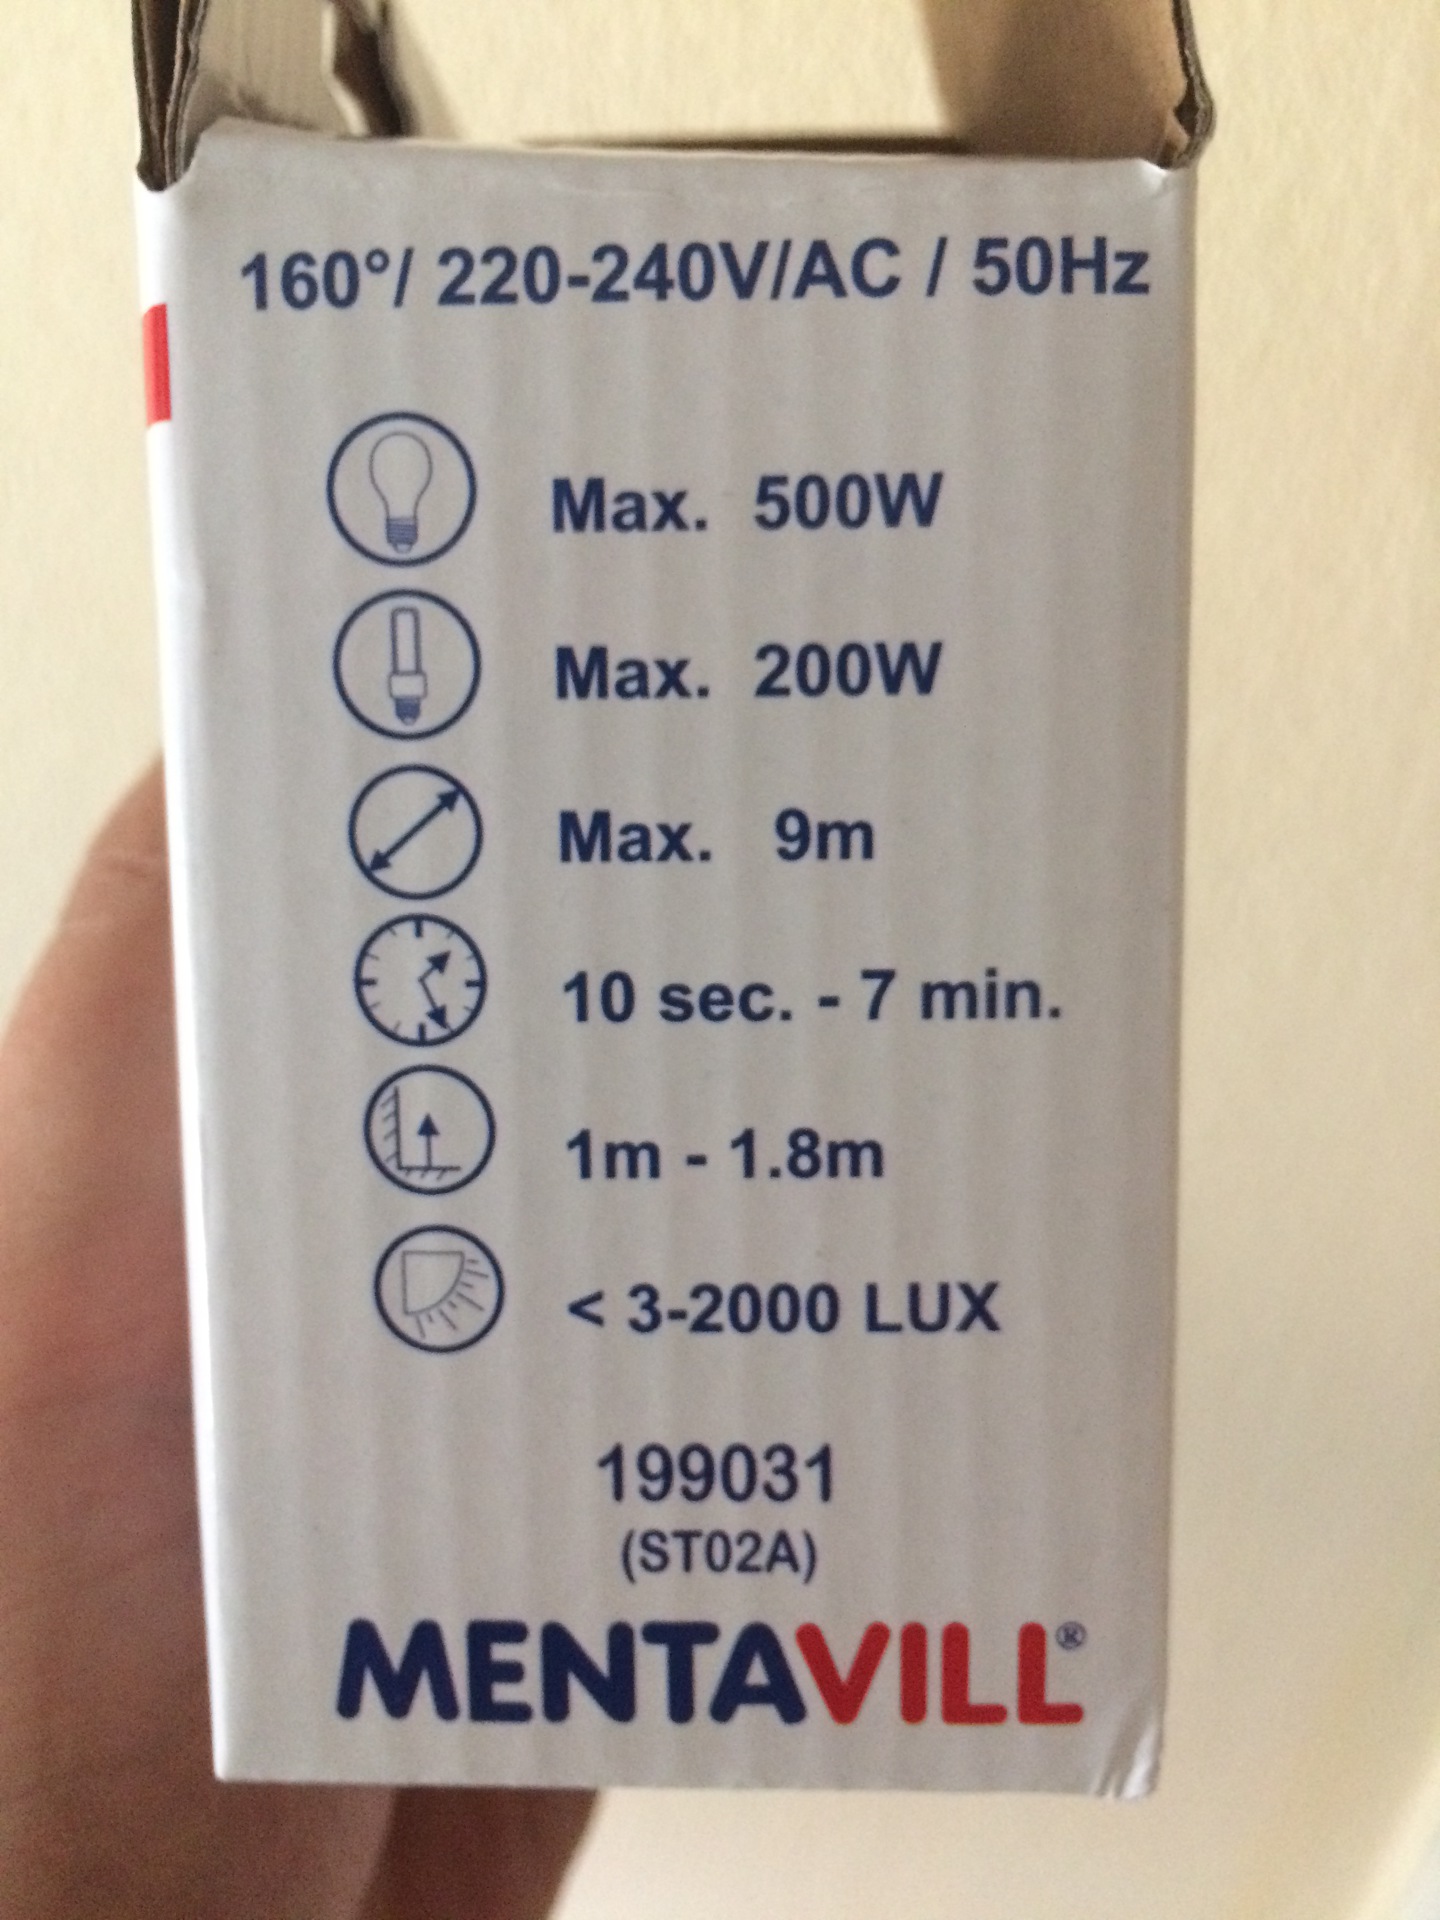 160°/ 220-240V/AC / 50Hz
Max. 500W
Max. 200W
Max. 9m
10 sec. - 7 min.
1m - 1.8m
< 3-2000 LUX
199031
(ST02A)
MENTAVILL®